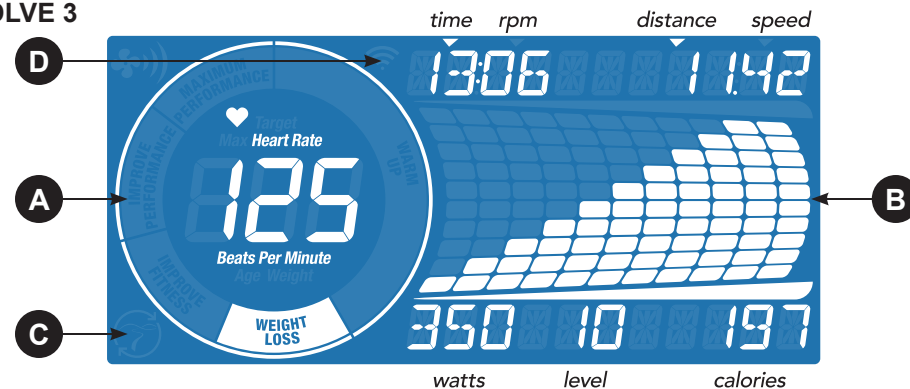 OLVE 3
time rpm distance speed
D
13:06 11.42
MAXIMUM PERFORMANCE
Target
Max Heart Rate
IMPROVE PERFORMANCE
WARM UP
A
125
B
Beats Per Minute
Age Weight
IMPROVE FITNESS
WEIGHT LOSS
C
350 10 197
watts level calories